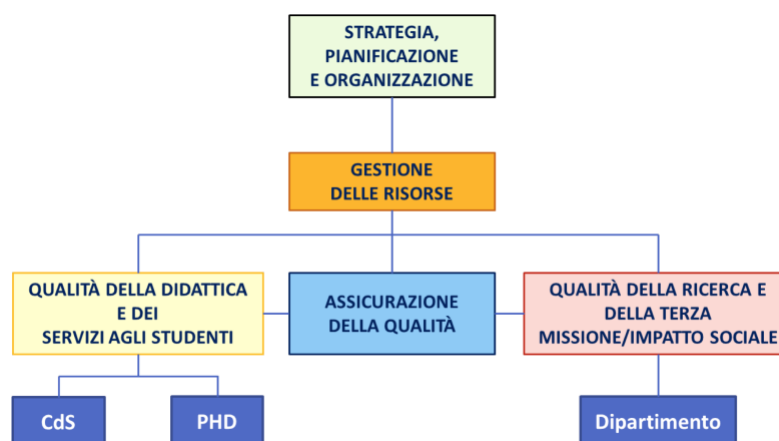 STRATEGIA,
PIANIFICAZIONE
E ORGANIZZAZIONE
GESTIONE
DELLE RISORSE
QUALITÀ DELLA DIDATTICA
E DEI
SERVIZI AGLI STUDENTI
ASSICURAZIONE
DELLA QUALITÀ
QUALITÀ DELLA RICERCA E
DELLA TERZA
MISSIONE/IMPATTO SOCIALE
CdS
PHD
Dipartimento